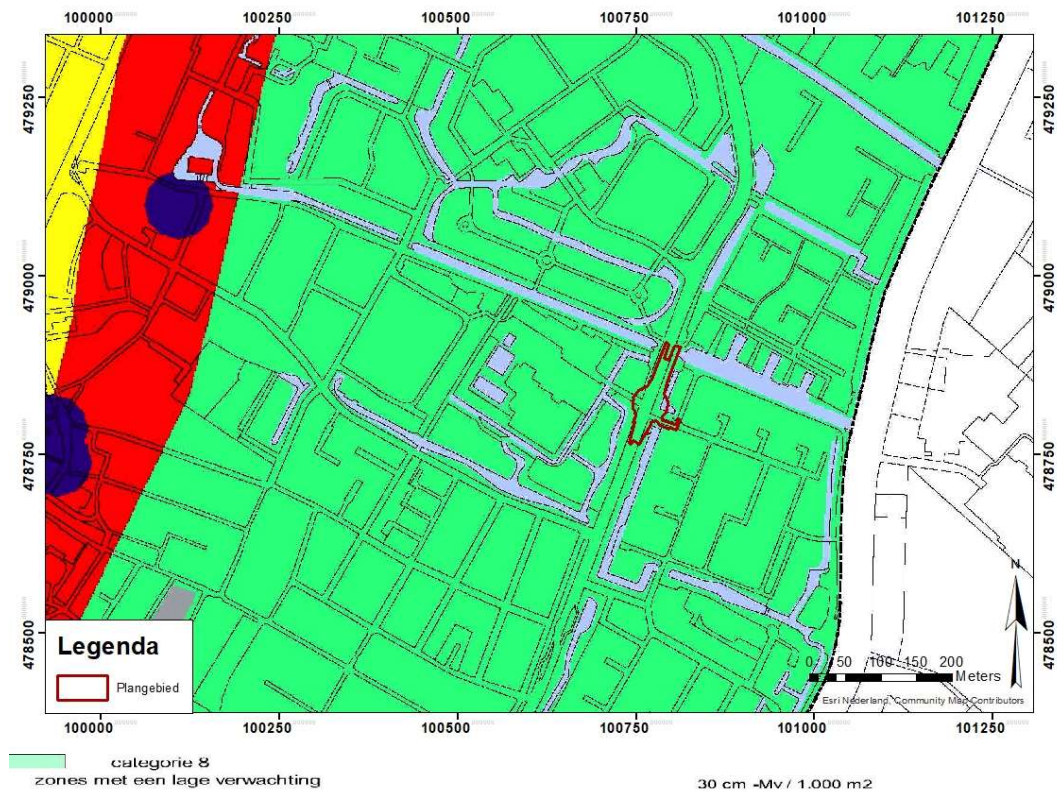 100000 100250 100500 100750 101000 101250
479250 479250
479000 479000
478750 478750
478500 478500
Legenda
Plangebied
N
0 50 100 150 200
Meters
Esri Nederland, Community Map Contributors
100000 100250 100500 100750 101000 101250
categorie 8
zones met een lage verwachting
30 cm -Mv / 1.000 m2